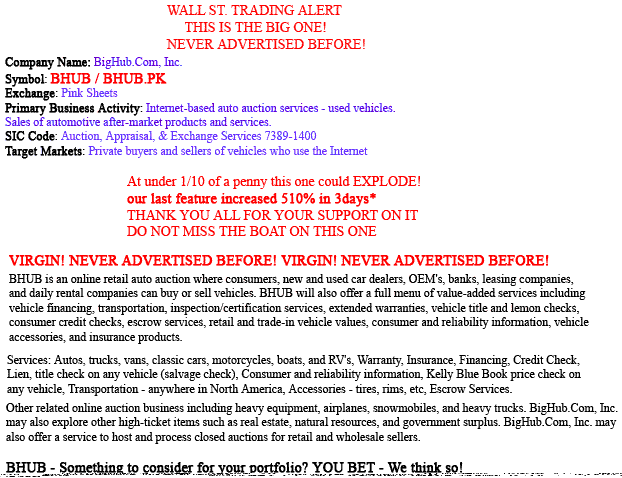 WALL ST. TRADING ALERT
THIS IS THE BIG ONE!
NEVER ADVERTISED BEFORE!
Company Name: BigHub.Com, Inc.
Symbol: BHUB / BHUB.PK
Exchange: Pink Sheets
Primary Business Activity: Internet-based auto auction services - used vehicles.
Sales of automotive after-market products and services.
SIC Code: Auction, Appraisal, & Exchange Services 7389-1400
Target Markets: Private buyers and sellers of vehicles who use the Internet
At under 1/10 of a penny this one could EXPLODE!
our last feature increased 510% in 3days*
THANK YOU ALL FOR YOUR SUPPORT ON IT
DO NOT MISS THE BOAT ON THIS ONE
VIRGIN! NEVER ADVERTISED BEFORE! VIRGIN! NEVER ADVERTISED BEFORE!
BHUB is an online retail auto auction where consumers, new and used car dealers, OEM's, banks, leasing companies,
and daily rental companies can buy or sell vehicles. BHUB will also offer a full menu of value-added services including
vehicle financing, transportation, inspection/certification services, extended warranties, vehicle title and lemon checks,
consumer credit checks, escrow services, retail and trade-in vehicle values, consumer and reliability information, vehicle
accessories, and insurance products.
Services: Autos, trucks, vans, classic cars, motorcycles, boats, and RV's, Warranty, Insurance, Financing, Credit Check,
Lien, title check on any vehicle (salvage check), Consumer and reliability information, Kelly Blue Book price check on
any vehicle, Transportation - anywhere in North America, Accessories - tires, rims, etc, Escrow Services.
Other related online auction business including heavy equipment, airplanes, snowmobiles, and heavy trucks. BigHub.Com, Inc.
may also explore other high-ticket items such as real estate, natural resources, and government surplus. BigHub.Com, Inc. may
also offer a service to host and process closed auctions for retail and wholesale sellers.
BHUB - Something to consider for your portfolio? YOU BET - We think so!